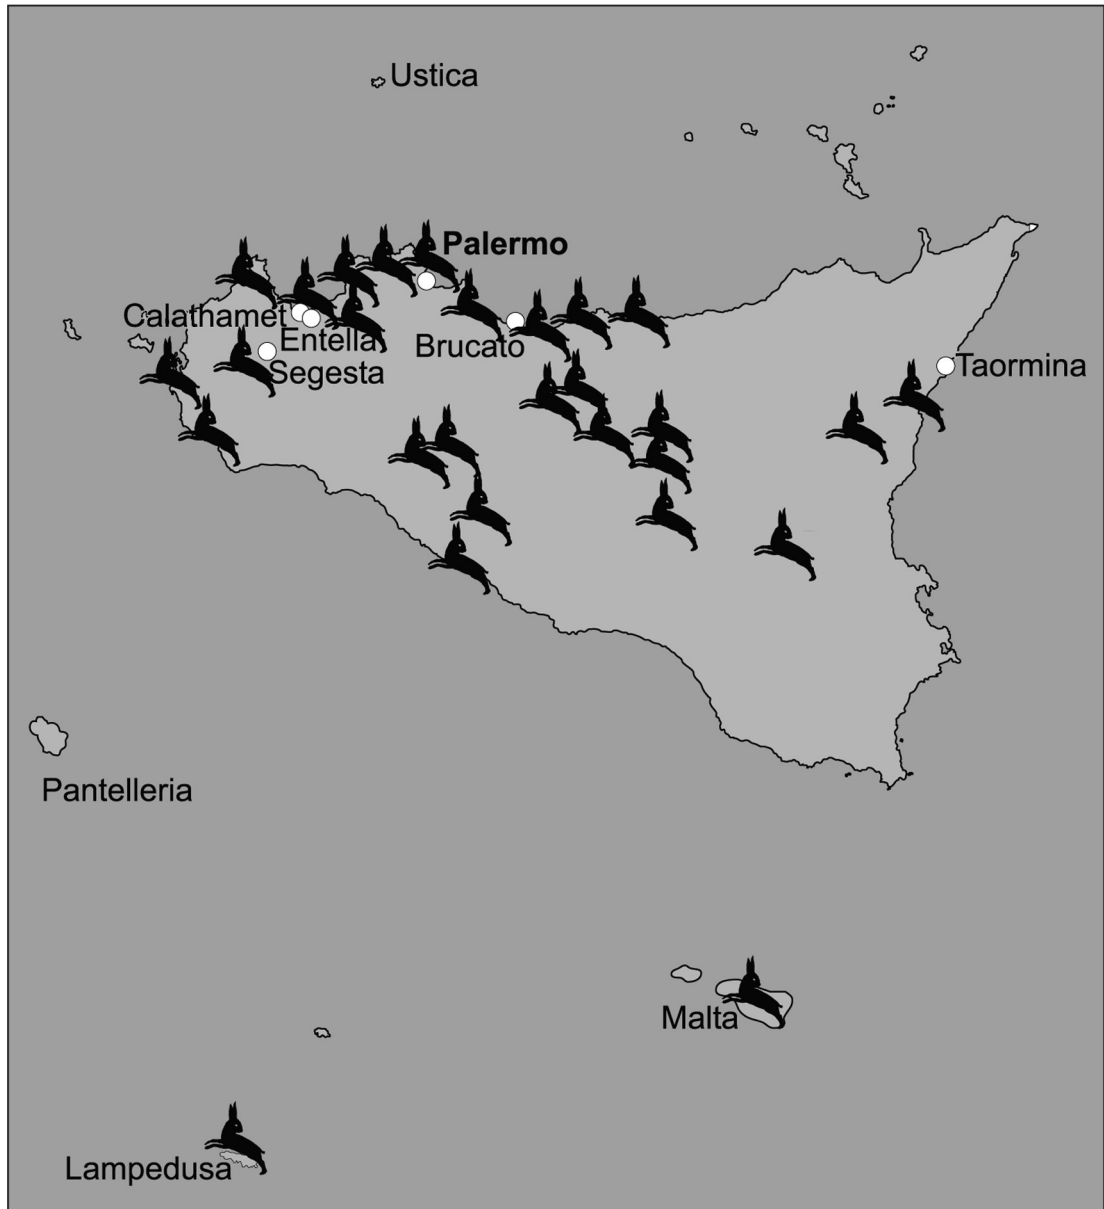 Ustica
Palermo
Calathamet
Entella
Brucato
Segesta
Taormina
Pantelleria
Malta
Lampedusa